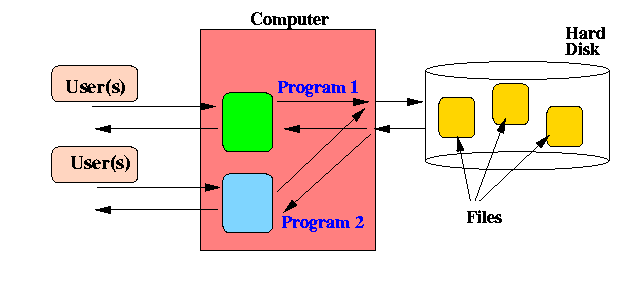 Computer
Hard
Disk
User(s)
Program 1
User(s)
Program 2
Files